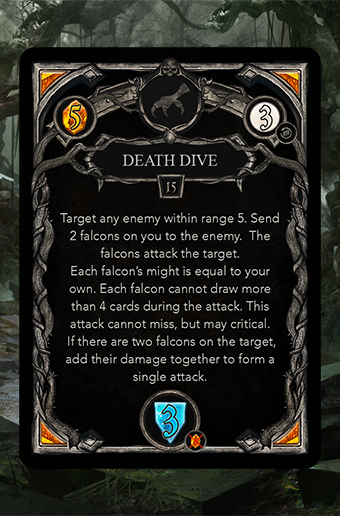 5
3
DEATH DIVE
15
Target any enemy within range 5. Send
2 falcons on you to the enemy. The
falcons attack the target.
Each falcon's might is equal to your
own. Each Falcon cannot draw more
than 4 cards during the attack. This
attack cannot miss, but may critical.
If there are two falcons on the target,
add their damage together to form a
single attack.
3